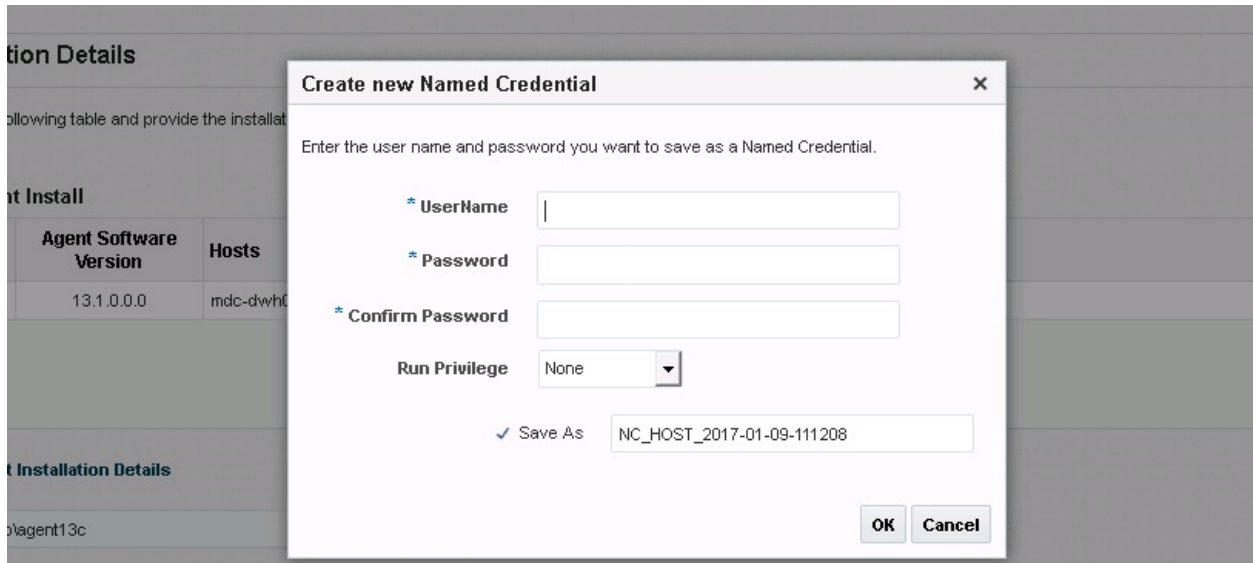 tion Details
ollowing table and provide the installat
nt Install
Agent Software Version
Hosts
13.1.0.0.0
mdc-dwh0
t Installation Details
o\agent13c
Create new Named Credential
Enter the user name and password you want to save as a Named Credential.
* UserName
* Password
* Confirm Password
Run Privilege
None
Save As
NC_HOST_2017-01-09-111208
OK
Cancel